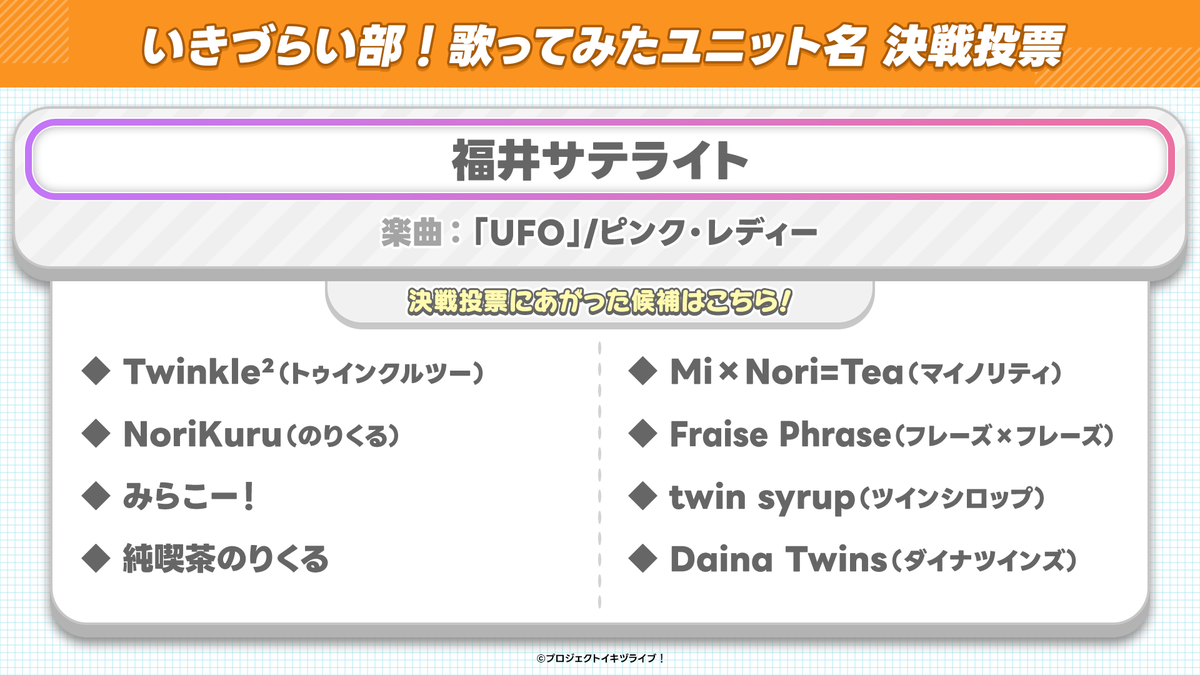 いきづらい部！歌ってみたユニット名 決戦投票
福井サテライト
楽曲：「UFO」/ピンク・レディー
決戦投票にあがった候補はこちら！
◆ Twinkle²（トゥインクルツー）
◆ NoriKuru（のりくる）
◆ みらこー！
◆ 純喫茶のりくる
◆ Mi×Nori=Tea（マイノリティ）
◆ Fraise Phrase（フレーズ×フレーズ）
◆ twin syrup（ツインシロップ）
◆ Daina Twins（ダイナツインズ）
©プロジェクトイキヅライブ！